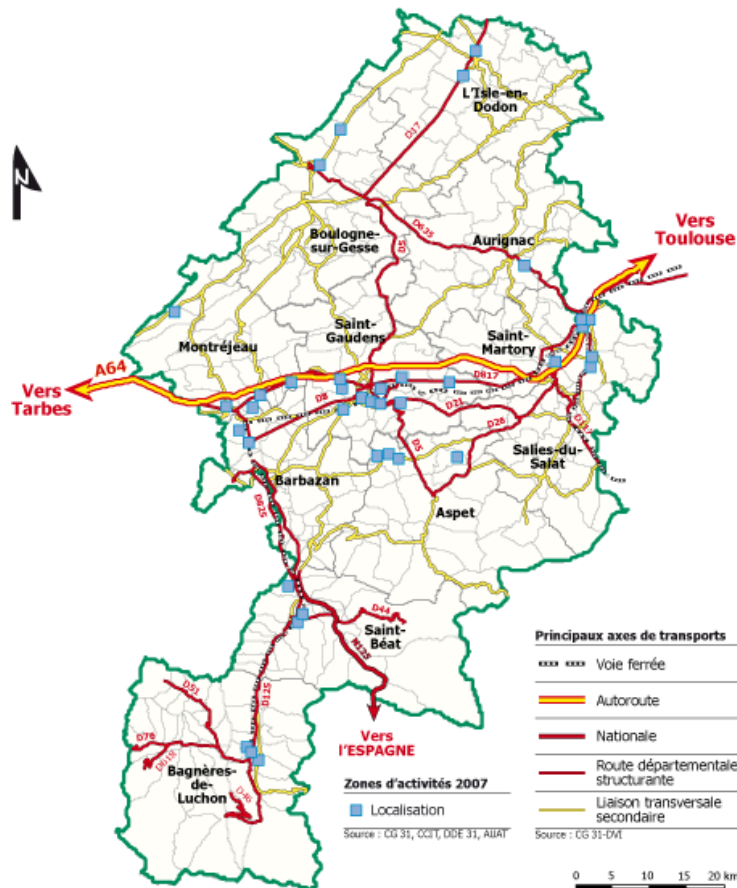 N
L'Isle-en-
Dodon
D17
Boulogne-
sur-Gesse
D635
Aurignac
Vers
Toulouse
D5
Saint-
Gaudens
Saint-
Martory
Montréjeau
A64
Vers
Tarbes
D817
D8
D21
D26
D5
D117
Salies-du-
Salat
Barbazan
D825
Aspet
D44
Saint-
Béat
N125
D51
D125
D76
D618
Vers
l'ESPAGNE
Bagnères-
de-
Luchon
D46
Zones d'activités 2007
Localisation
Source : CG 31, CCIT, DDE 31, AUAT
Principaux axes de transports
Voie ferrée
Autoroute
Nationale
Route départementale
structurante
Liaison transversale
secondaire
Source : CG 31-DVI
0 5 10 15 20 km